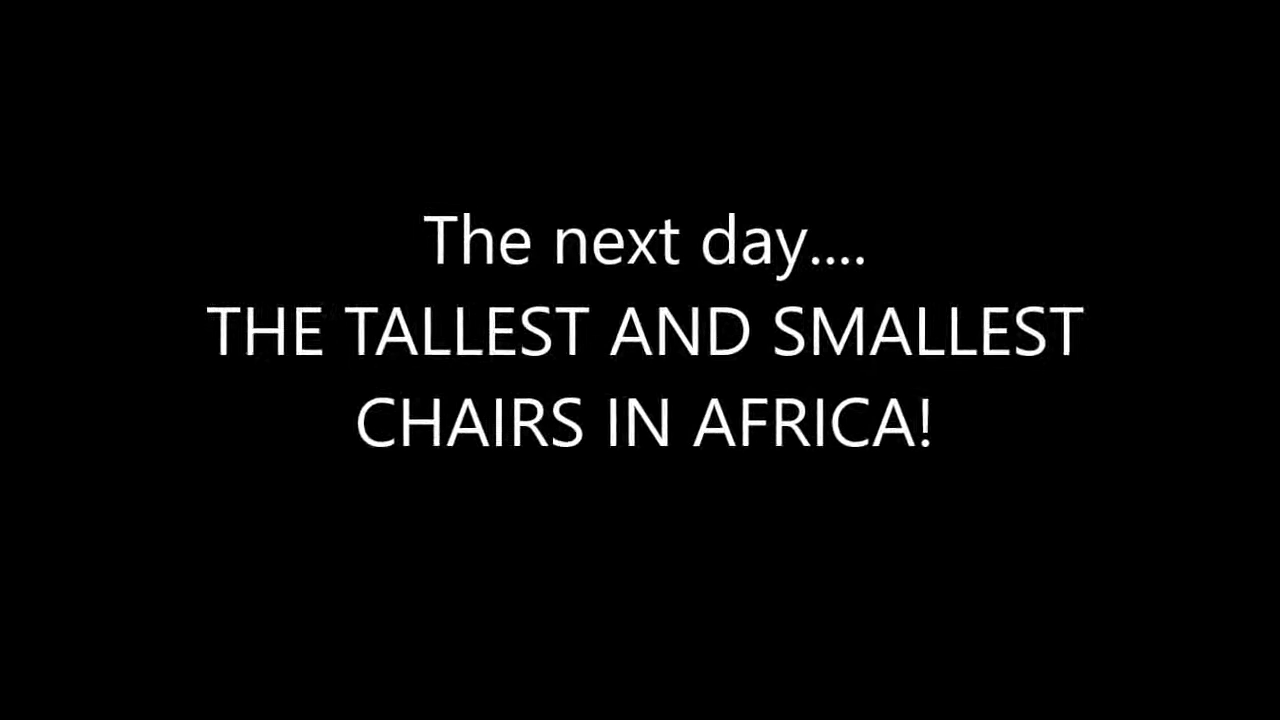 The next day....
THE TALLEST AND SMALLEST
CHAIRS IN AFRICA!